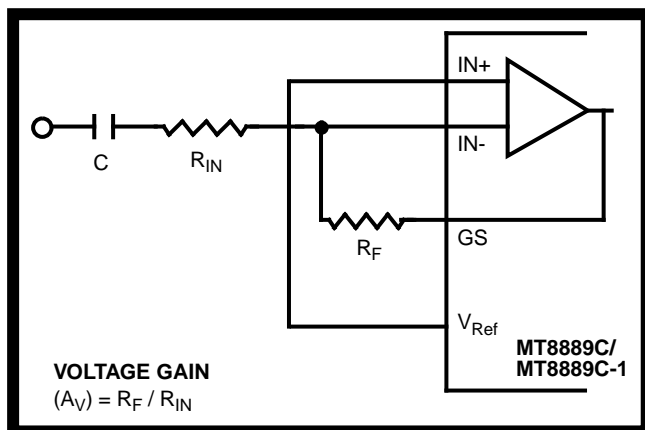 IN+
IN-
C
R_IN
R_F
GS
V_Ref
MT8889C/
MT8889C-1
VOLTAGE GAIN
(A_V) = R_F / R_IN